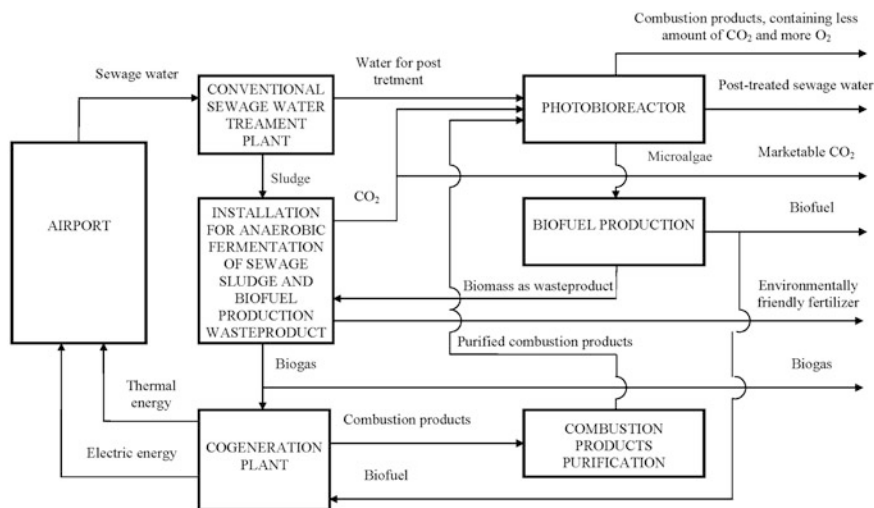 Combustion products, containing less
amount of CO2 and more O2
Sewage water
Water for post
tretment
CONVENTIONAL
SEWAGE WATER
TREAMENT
PLANT
PHOTOBIOREACTOR
Post-treated sewage water
Sludge
CO2
Microalgae
Marketable CO2
AIRPORT
INSTALLATION
FOR ANAEROBIC
FERMENTATION
OF SEWAGE
SLUDGE AND
BIOFUEL
PRODUCTION
WASTEPRODUCT
BIOFUEL PRODUCTION
Biofuel
Biomass as wasteproduct
Environmentally
friendly fertilizer
Purified combustion products
Biogas
Biogas
Thermal
energy
Electric energy
COGENERATION
PLANT
Combustion products
COMBUSTION
PRODUCTS
PURIFICATION
Biofuel